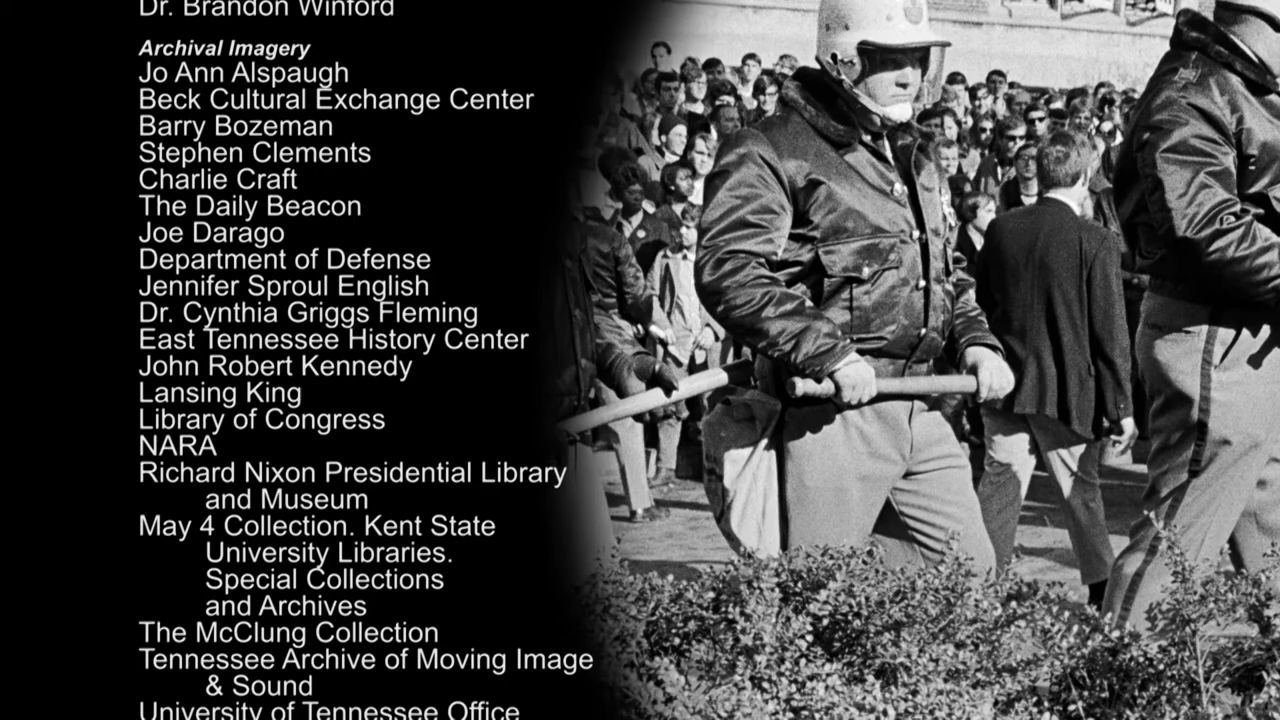 Dr. Brandon Winford
Archival Imagery
Jo Ann Alspaugh
Beck Cultural Exchange Center
Barry Bozeman
Stephen Clements
Charlie Craft
The Daily Beacon
Joe Darago
Department of Defense
Jennifer Sproul English
Dr. Cynthia Griggs Fleming
East Tennessee History Center
John Robert Kennedy
Lansing King
Library of Congress
NARA
Richard Nixon Presidential Library
and Museum
May 4 Collection. Kent State
University Libraries.
Special Collections
and Archives
The McClung Collection
Tennessee Archive of Moving Image
& Sound
University of Tennessee Office